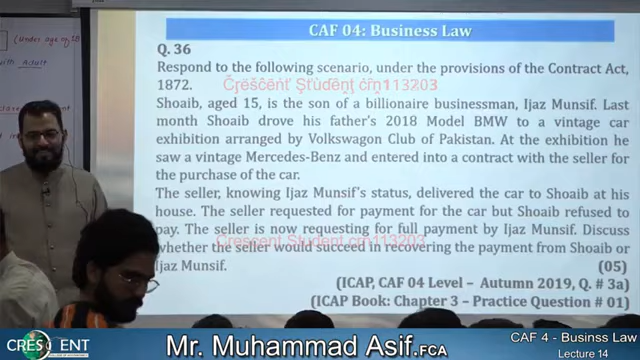 (Under age of 18
with Adult
CAF 04: Business Law
Q. 36
Respond to the following scenario, under the provisions of the Contract Act,
1872.
Crescent Student crn113203
Shoaib, aged 15, is the son of a billionaire businessman, Ijaz Munsif. Last
month Shoaib drove his father's 2018 Model BMW to a vintage car
exhibition arranged by Volkswagon Club of Pakistan. At the exhibition he
saw a vintage Mercedes-Benz and entered into a contract with the seller for
the purchase of the car.
The seller, knowing Ijaz Munsif's status, delivered the car to Shoaib at his
house. The seller requested for payment for the car but Shoaib refused to
pay. The seller is now requesting for full payment by Ijaz Munsif. Discuss
whether the seller would succeed in recovering the payment from Shoaib or
Crescent Student crn113203
Ijaz Munsif. (05)
(ICAP, CAF 04 Level – Autumn 2019, Q. # 3a)
(ICAP Book: Chapter 3 – Practice Question # 01)
CRESCENT
Mr. Muhammad Asif.FCA
CAF 4 - Businss Law
Lecture 14